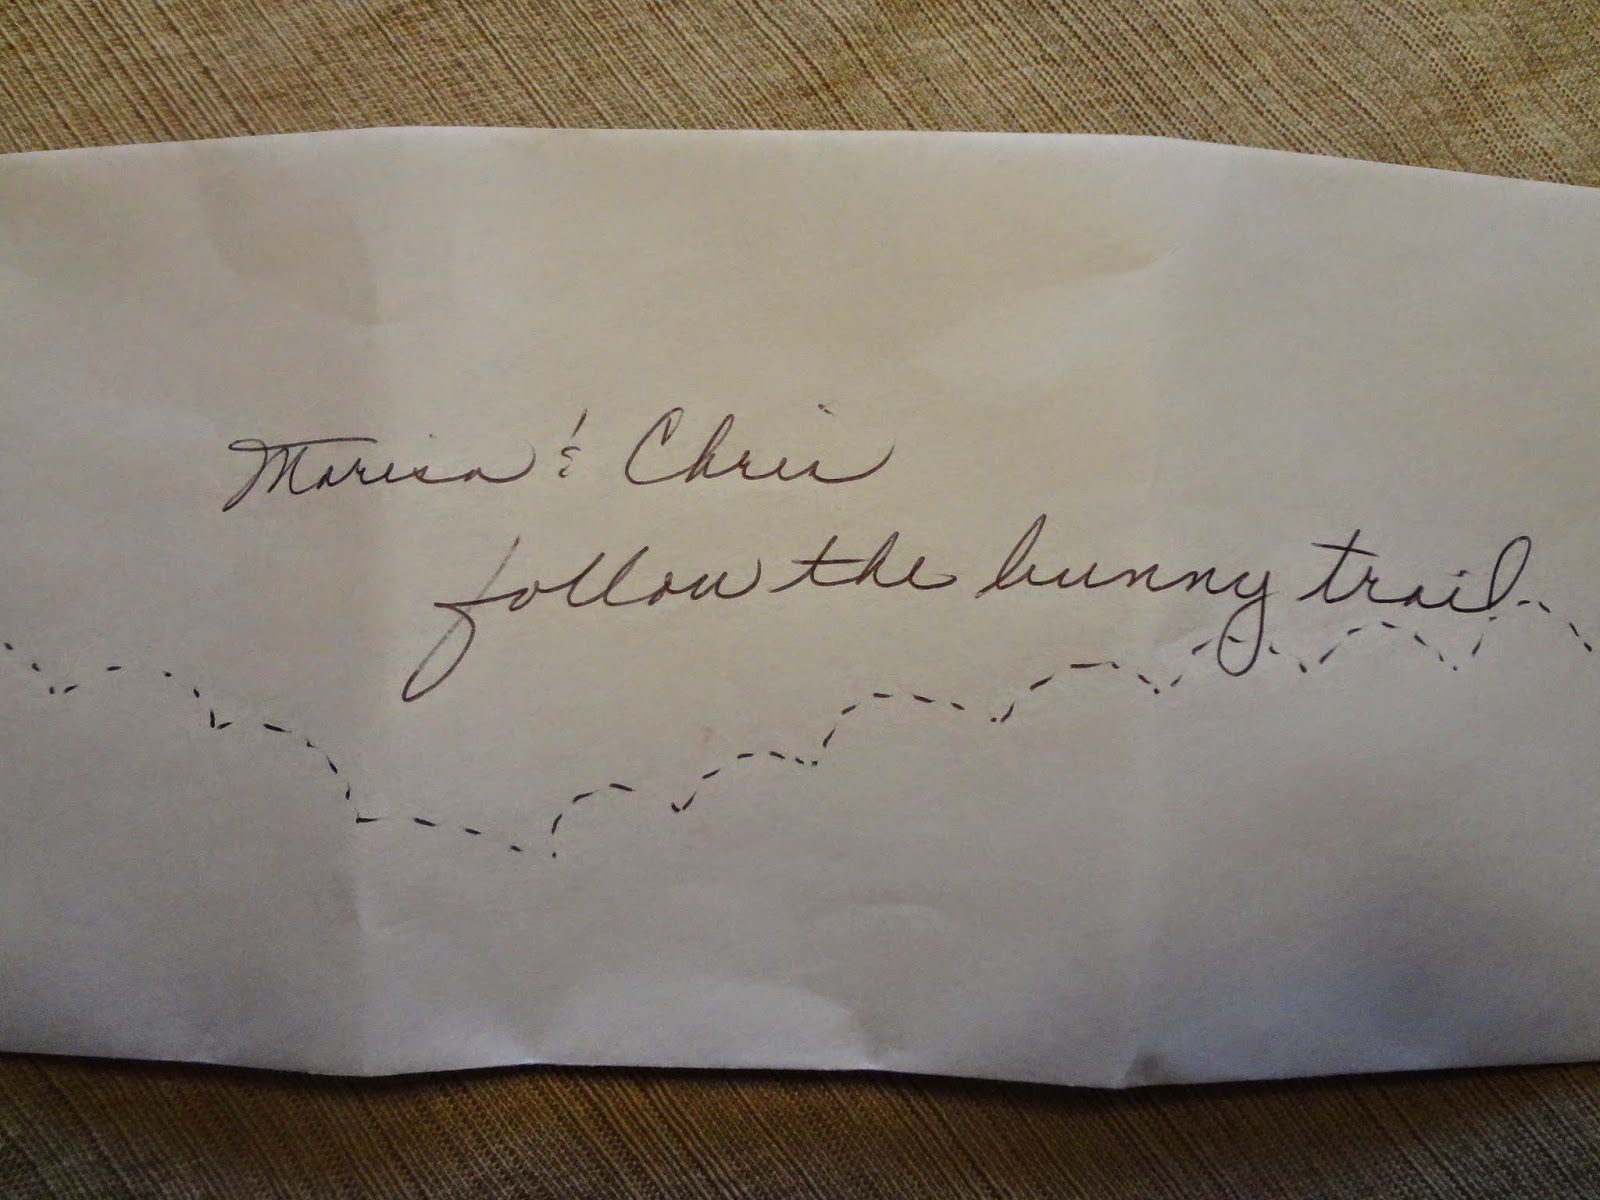 Marisa & Chris
follow the bunny trail..